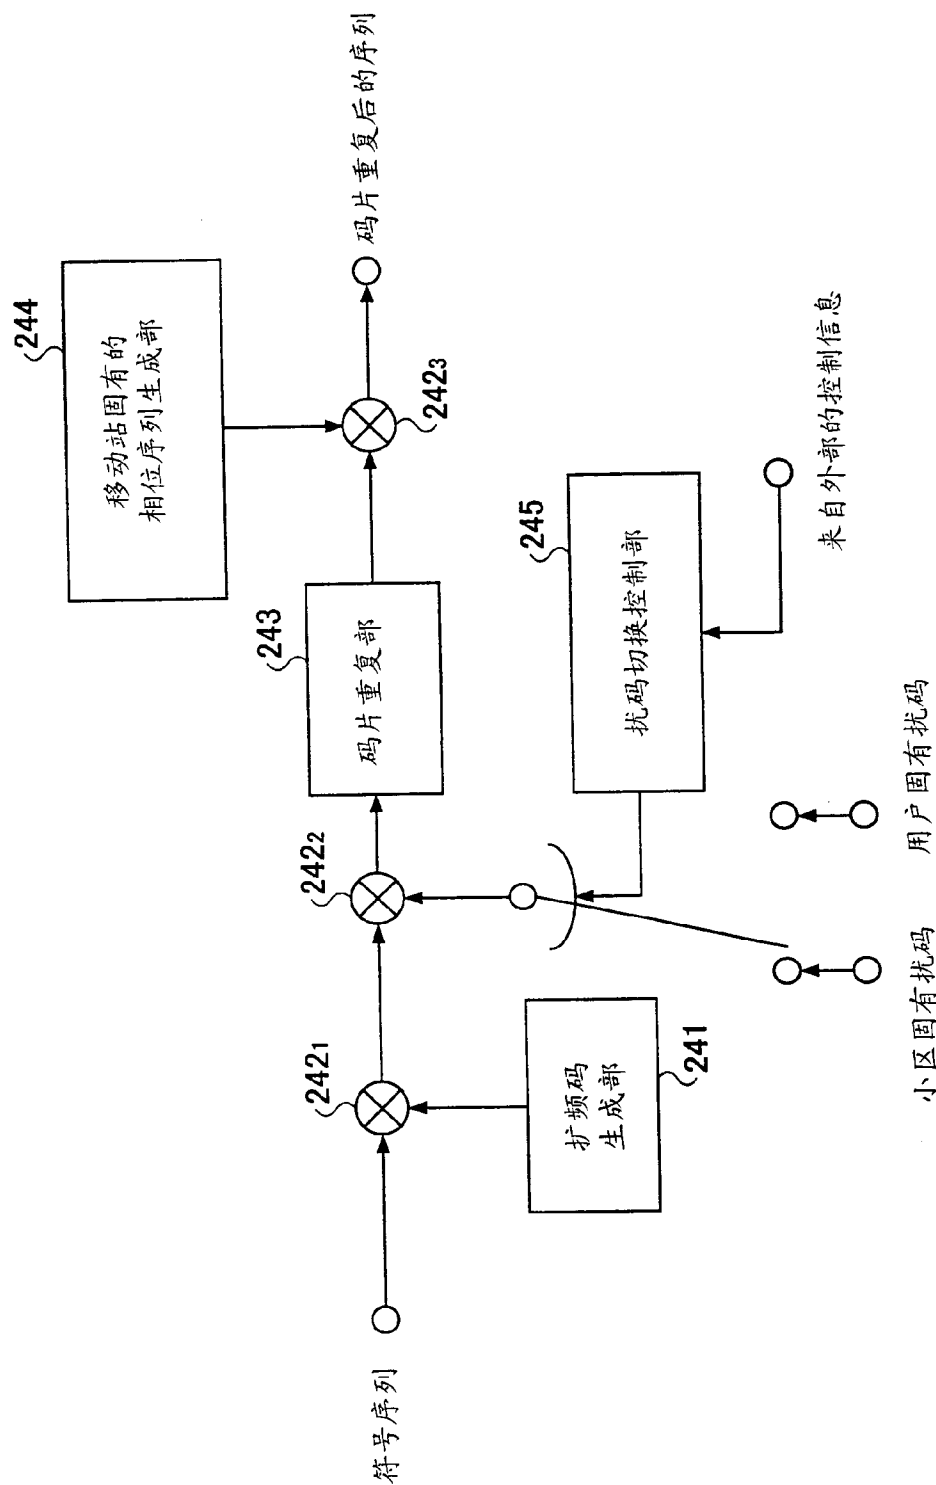 244
移动站固有的
相位序列生成部
码片重复后的序列
242₃
243
码片重复部
242₂
242₁
符号序列
扩频码
生成部
241
245
扰码切换控制部
来自外部的控制信息
小区固有扰码
用户固有扰码